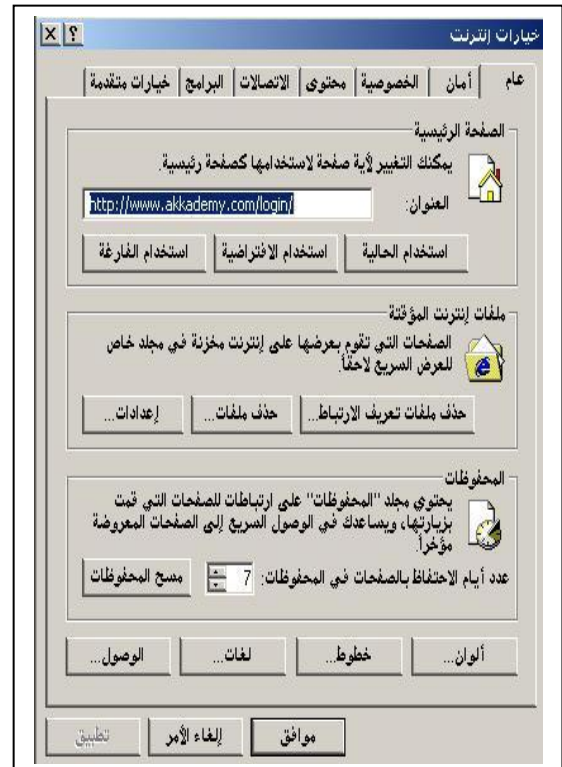 خيارات إنترنت
عام أمان الخصوصية محتوى الاتصالات البرامج خيارات متقدمة
الصفحة الرئيسية
يمكنك التغيير لأية صفحة لاستخدامها كصفحة رئيسية.
العنوان: http://www.akkademy.com/login/
استخدام الحالية استخدام الافتراضية استخدام الفارغة
ملفات إنترنت المؤقتة
الصفحات التي تقوم بعرضها على إنترنت مخزنة في مجلد خاص
للعرض السريع لاحقاً.
حذف ملفات تعريف الارتباط... حذف ملفات... إعدادات...
المحفوظات
يحتوي مجلد "المحفوظات" على ارتباطات للصفحات التي قمت
بزيارتها، ويساعدك في الوصول السريع إلى الصفحات المعروضة
مؤخراً.
عدد أيام الاحتفاظ بالصفحات في المحفوظات: 7 مسح المحفوظات
ألوان... خطوط... لغات... الوصول...
موافق إلغاء الأمر تطبيق